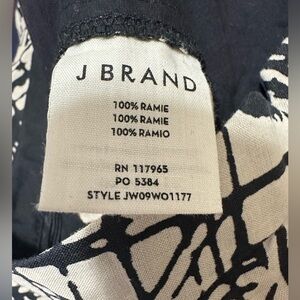 J BRAND
100% RAMIE
100% RAMIE
100% RAMIO
RN 117965
PO 5384
STYLE JW09WO1177